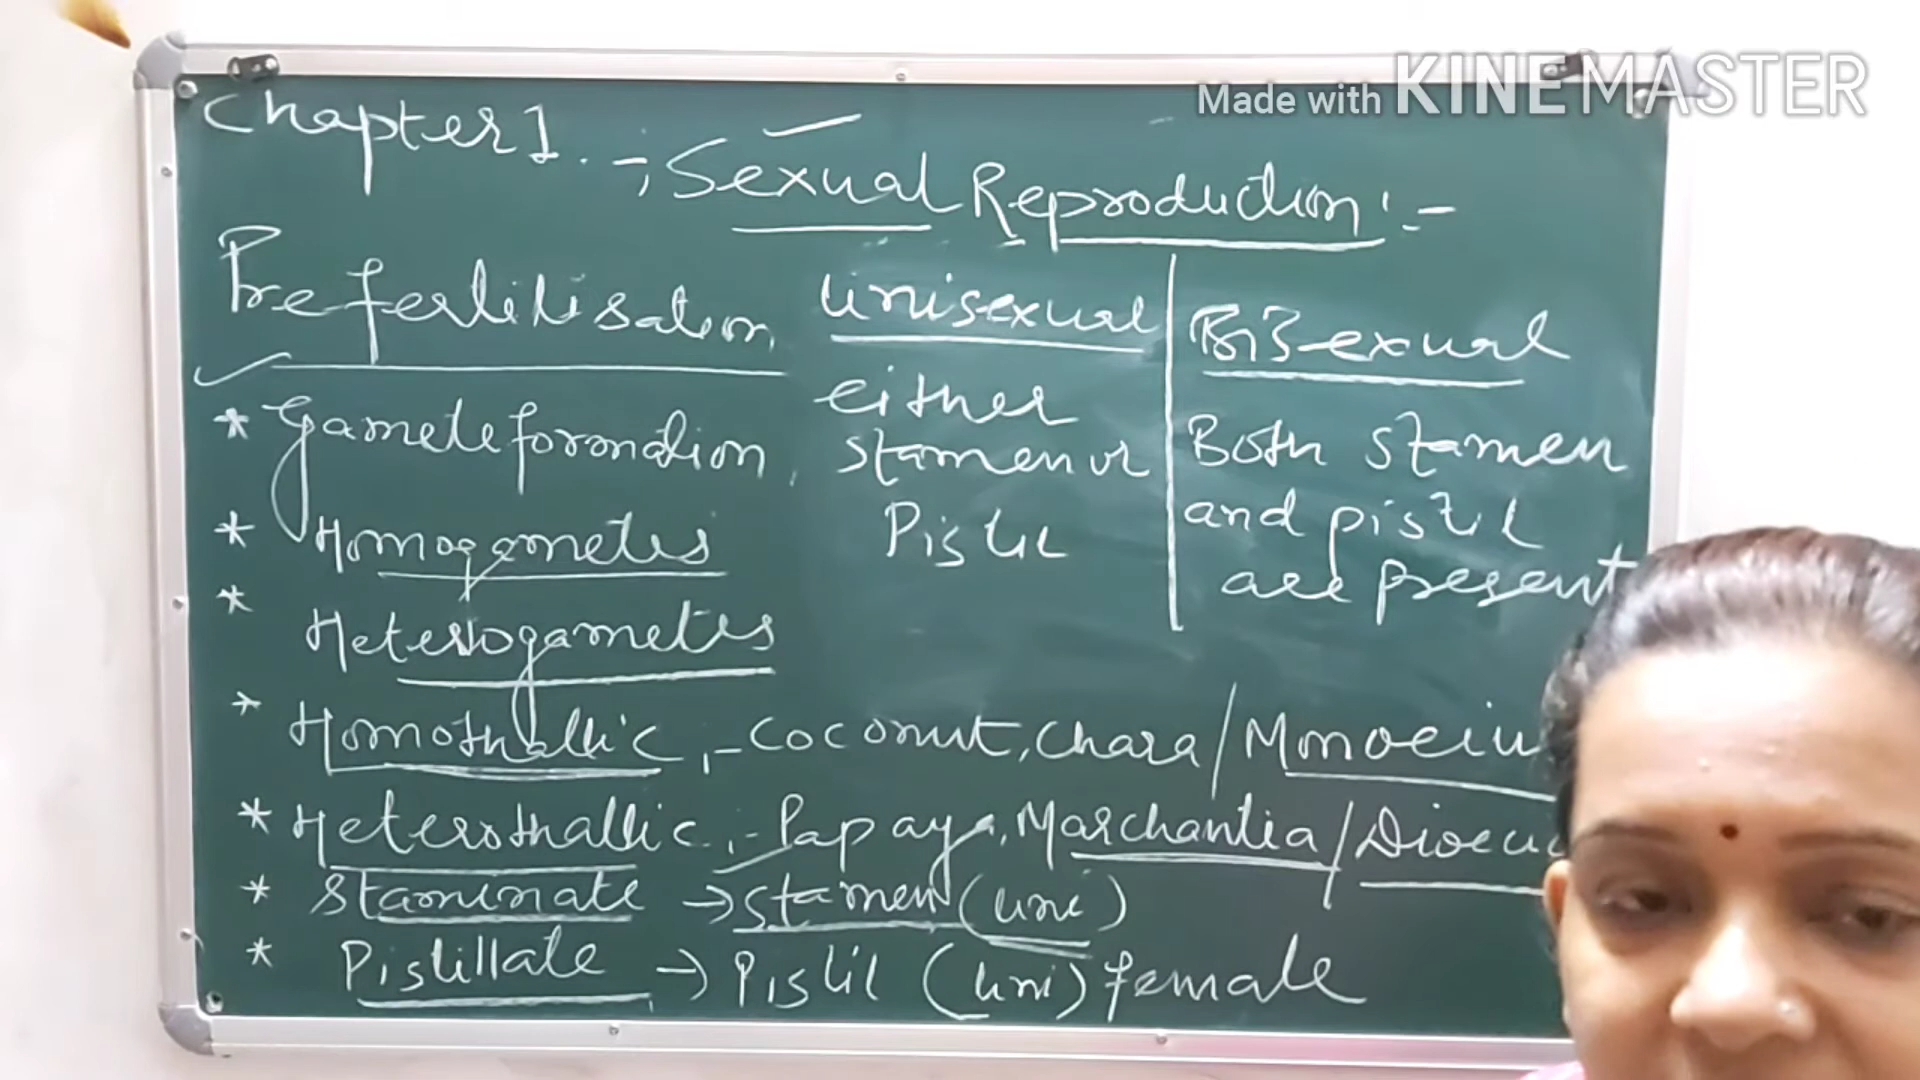 Made with KINEMASTER
Chapter 1. -; Sexual Reproduction :-
Pre fertilisation
* Gamete formation,
* Homogametes
* Heterogametes
unisexual
either
stamen or
Pistil
Bisexual
Both stamen
and pistil
are present
* Homothallic, - Coconut, Chara / Monoeciu
* Heterothallic, - Papaya, Marchantia / Dioeciu
* Staminate → Stamen (uni)
* Pistillate → Pistil (uni) female